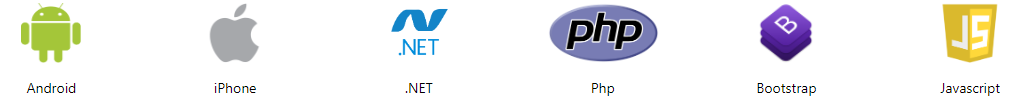 .NET
php
B
JS
Android
iPhone
.NET
Php
Bootstrap
Javascript